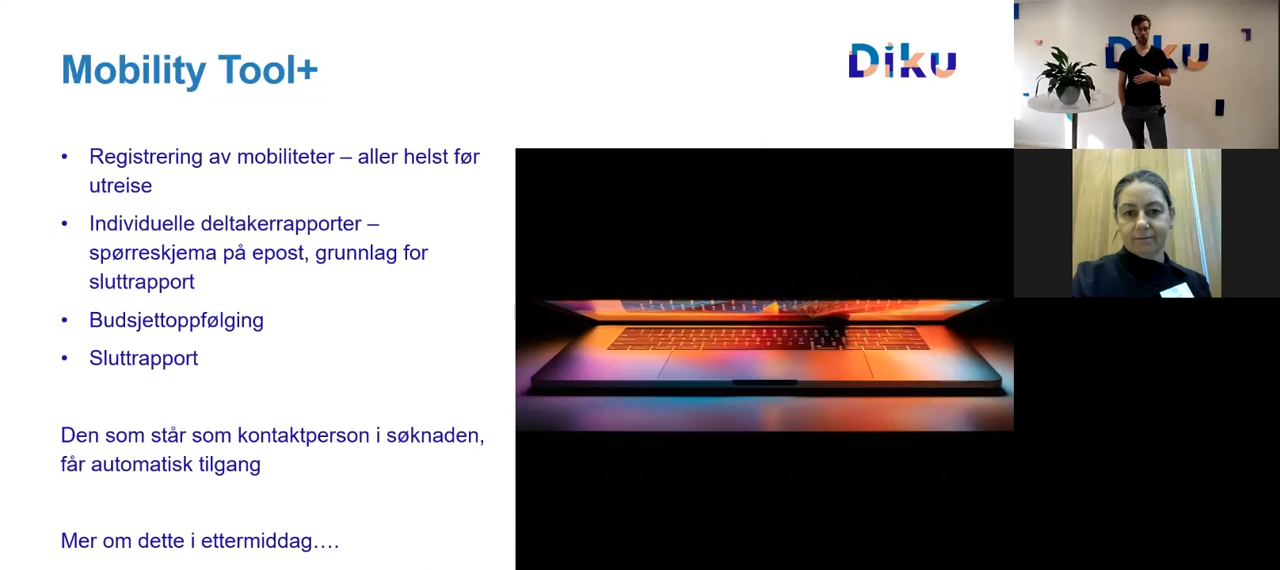 Mobility Tool+
Diku
Diku
• Registrering av mobiliteter – aller helst før
utreise
• Individuelle deltakerrapporter –
spørreskjema på epost, grunnlag for
sluttrapport
• Budsjettoppfølging
• Sluttrapport
Den som står som kontaktperson i søknaden,
får automatisk tilgang
Mer om dette i ettermiddag….